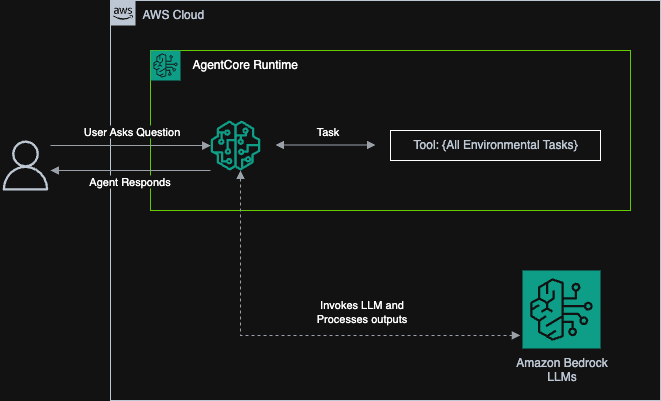 aws
AWS Cloud
AgentCore Runtime
User Asks Question
Task
Tool: {All Environmental Tasks}
Agent Responds
Invokes LLM and
Processes outputs
Amazon Bedrock
LLMs